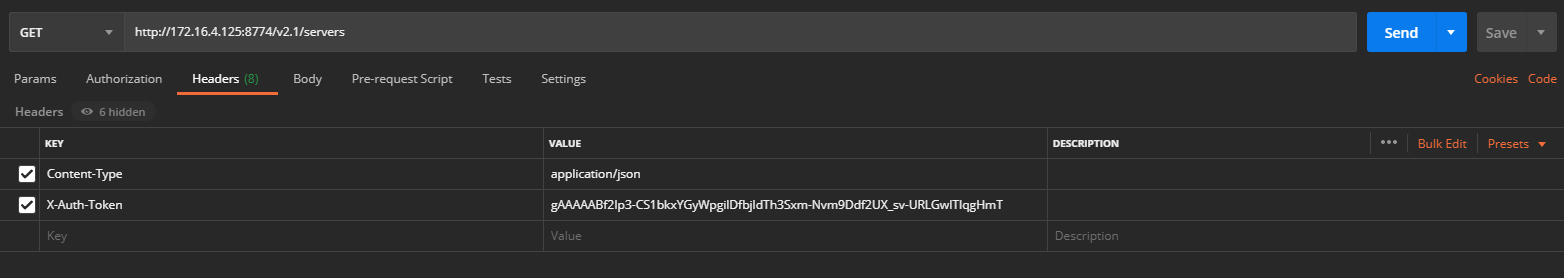 GET http://172.16.4.125:8774/v2.1/servers Send Save
Params Authorization Headers (8) Body Pre-request Script Tests Settings Cookies Code
Headers 6 hidden
KEY VALUE DESCRIPTION ••• Bulk Edit Presets
Content-Type application/json
X-Auth-Token gAAAAABf2Ip3-CS1bkxYGyWpgilDfbjIdTh3Sxm-Nvm9Ddf2UX_sv-URLGwITIqgHmT
Key Value Description